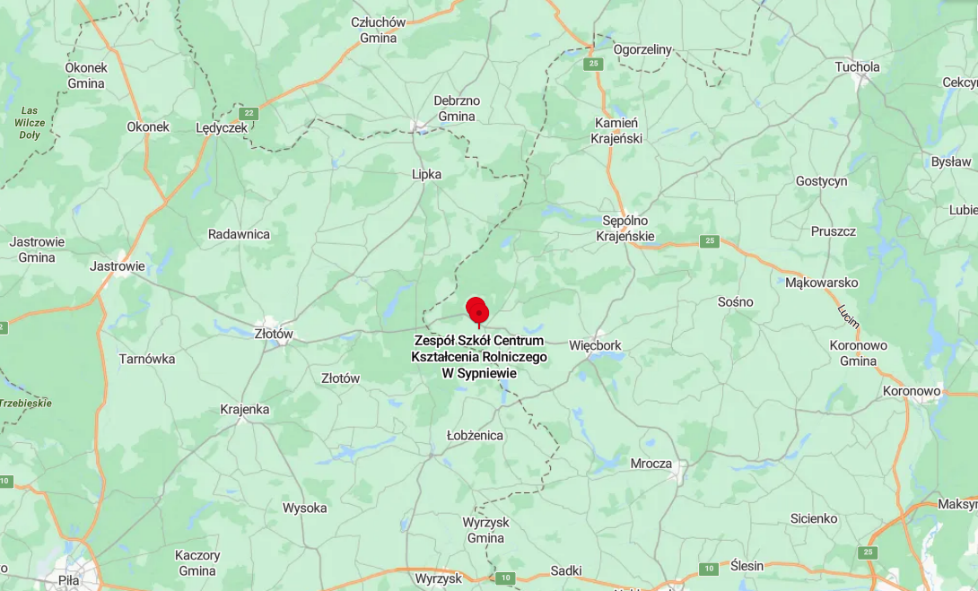 Człuchów
Gmina
Ogorzeliny
25
Tuchola
Okonek
Gmina
Cekcy
Debrzno
Gmina
22
Las
Wilcze
Doły
Okonek
Lędyczek
Kamień
Krajeński
Bysław
Lipka
Gostycyn
Lubie
Radawnica
Sępólno
Krajeńskie
Pruszcz
25
Jastrowie
Gmina
Jastrowie
Mąkowarsko
Sośno
Lucim
Złotów
Zespół Szkół Centrum
Kształcenia Rolniczego
W Sypniewie
Więcbork
Koronowo
Gmina
Tarnówka
Złotów
Koronowo
Trzebieskie
Krajenka
Łobżenica
Mrocza
10
Wysoka
Maksym
Wyrzysk
Gmina
Sicienko
Kaczory
Gmina
25
Piła
Wyrzysk
10
Sadki
10
Ślesin